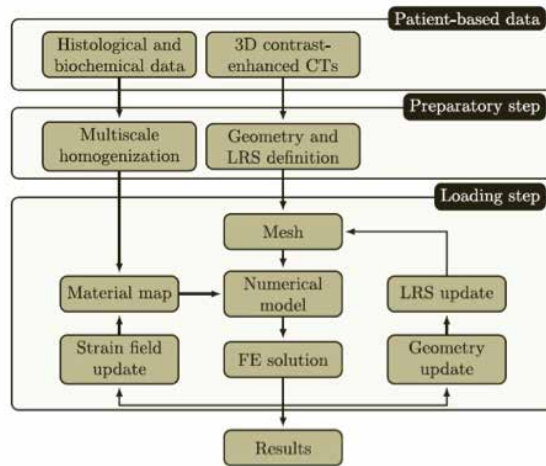 Patient-based data
Histological and
biochemical data
3D contrast-
enhanced CTs
Preparatory step
Multiscale
homogenization
Geometry and
LRS definition
Loading step
Mesh
Material map
Numerical
model
LRS update
Strain field
update
FE solution
Geometry
update
Results